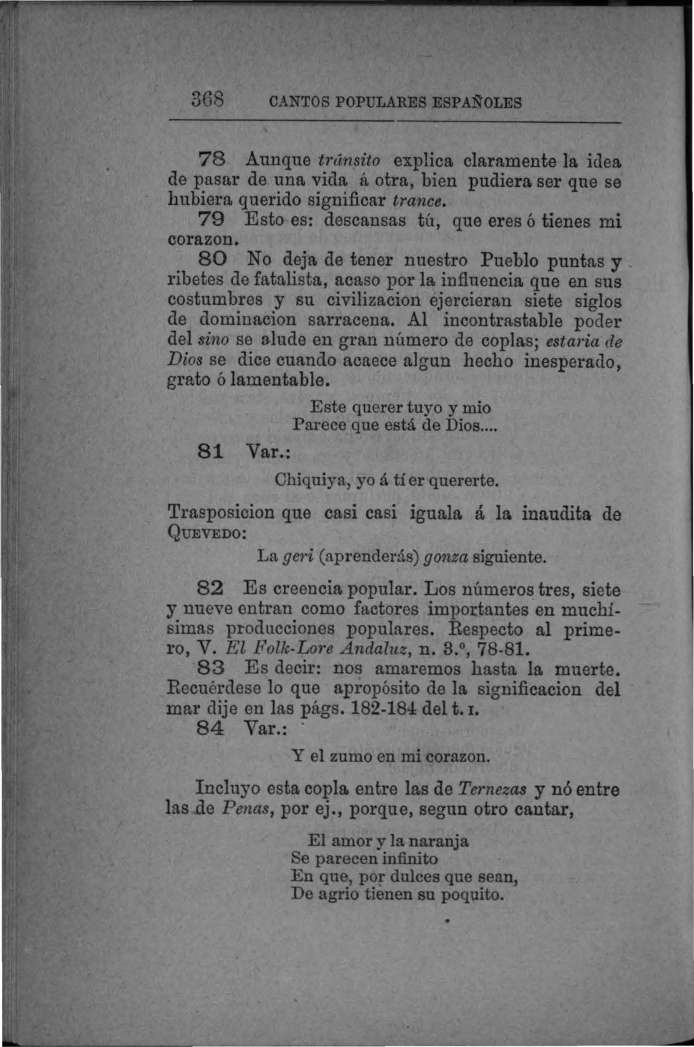 368 CANTOS POPULARES ESPAÑOLES
78 Aunque tránsito explica claramente la idea
de pasar de una vida á otra, bien pudiera ser que se
hubiera querido significar trance.
79 Esto es: descansas tú, que eres ó tienes mi
corazon.
80 No deja de tener nuestro Pueblo puntas y
ribetes de fatalista, acaso por la influencia que en sus
costumbres y su civilizacion ejercieran siete siglos
de dominacion sarracena. Al incontrastable poder
del sino se alude en gran número de coplas; estaria de
Dios se dice cuando acaece algun hecho inesperado,
grato ó lamentable.
Este querer tuyo y mio
Parece que está de Dios....
81 Var.:
Chiquiya, yo á tí er quererte.
Trasposicion que casi casi iguala á la inaudita de
QUEVEDO:
La geri (aprenderás) gonza siguiente.
82 Es creencia popular. Los números tres, siete
y nueve entran como factores importantes en muchí-
simas producciones populares. Respecto al prime-
ro, V. El Folk-Lore Andaluz, n. 3.º, 78-81.
83 Es decir: nos amaremos hasta la muerte.
Recuérdese lo que apropósito de la significacion del
mar dije en las págs. 182-184 del t. I.
84 Var.:
Y el zumo en mi corazon.
Incluyo esta copla entre las de Ternezas y nó entre
las de Penas, por ej., porque, segun otro cantar,
El amor y la naranja
Se parecen infinito
En que, por dulces que sean,
De agrio tienen su poquito.